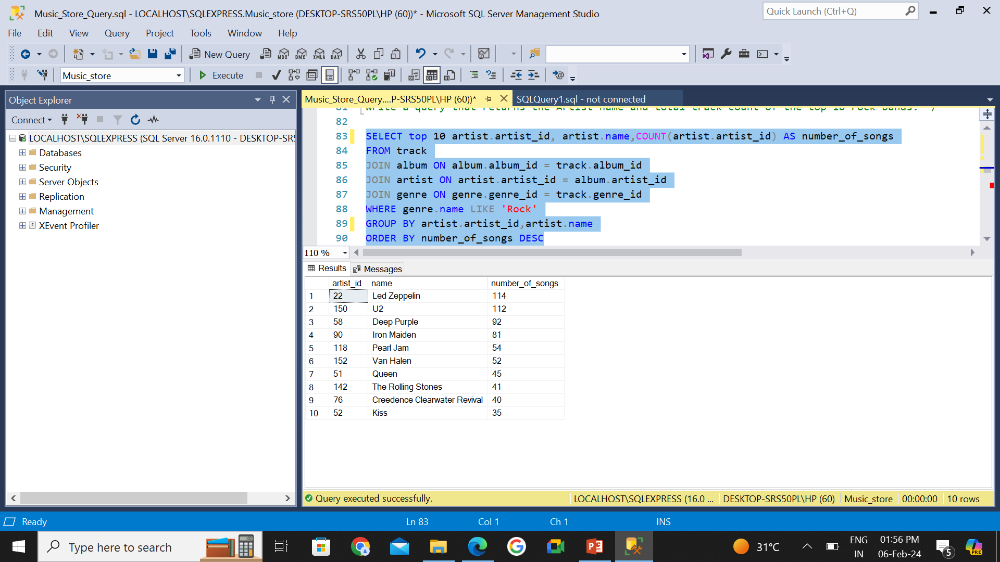 Music_Store_Query.sql - LOCALHOST\SQLEXPRESS.Music_store (DESKTOP-SRS50PL\HP (60))* - Microsoft SQL Server Management Studio
Quick Launch (Ctrl+Q)
File Edit View Query Project Tools Window Help
New Query MDX DMX XMLA DAX
Music_store Execute
Object Explorer
Connect
LOCALHOST\SQLEXPRESS (SQL Server 16.0.1110 - DESKTOP-SRS
Databases
Security
Server Objects
Replication
Management
XEvent Profiler
Music_Store_Query....P-SRS50PL\HP (60))* SQLQuery1.sql - not connected
81 Write a query that returns the Artist name and total track count of the top 10 rock bands. */
82
83 SELECT top 10 artist.artist_id, artist.name,COUNT(artist.artist_id) AS number_of_songs
84 FROM track
85 JOIN album ON album.album_id = track.album_id
86 JOIN artist ON artist.artist_id = album.artist_id
87 JOIN genre ON genre.genre_id = track.genre_id
88 WHERE genre.name LIKE 'Rock'
89 GROUP BY artist.artist_id,artist.name
90 ORDER BY number_of_songs DESC
110 %
Results Messages
artist_id name number_of_songs
1 22 Led Zeppelin 114
2 150 U2 112
3 58 Deep Purple 92
4 90 Iron Maiden 81
5 118 Pearl Jam 54
6 152 Van Halen 52
7 51 Queen 45
8 142 The Rolling Stones 41
9 76 Creedence Clearwater Revival 40
10 52 Kiss 35
Query executed successfully. LOCALHOST\SQLEXPRESS (16.0 ... DESKTOP-SRS50PL\HP (60) Music_store 00:00:00 10 rows
Ready Ln 83 Col 1 Ch 1 INS
Type here to search
31°C
ENG
IN
01:56 PM
06-Feb-24
5
PRE